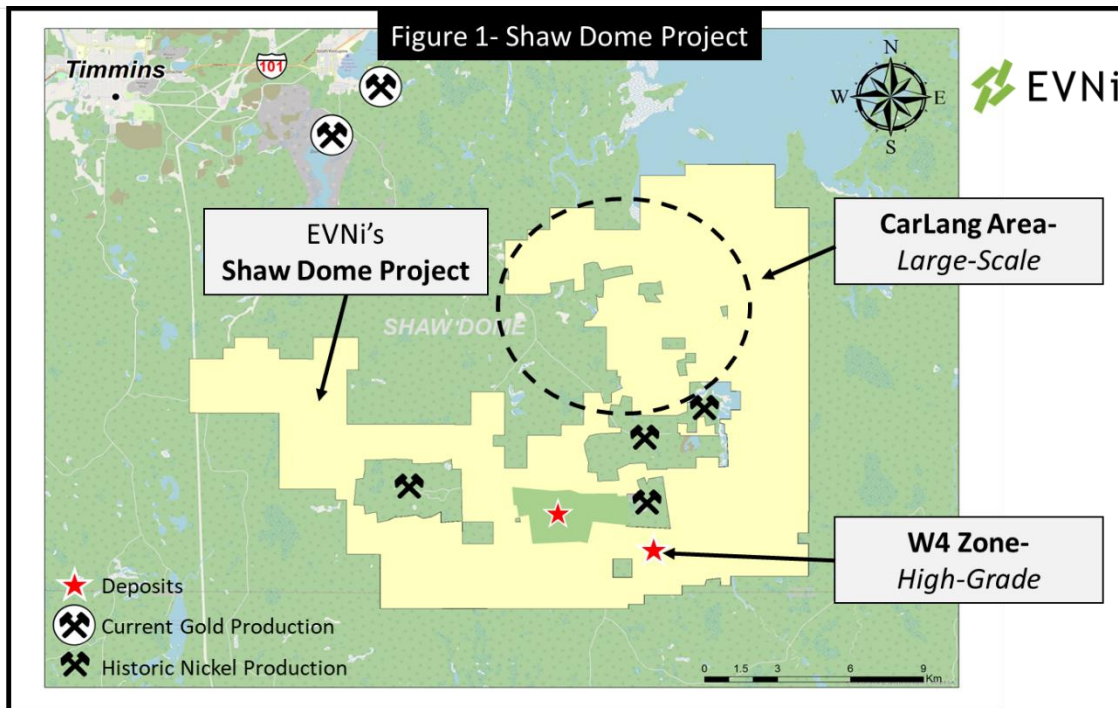 Figure 1- Shaw Dome Project
Timmins
101
N
W
E
S
EVNi
EVNi's
Shaw Dome Project
CarLang Area-
Large-Scale
SHAW DOME
W4 Zone-
High-Grade
Deposits
Current Gold Production
Historic Nickel Production
0 1.5 3 6 9
Km